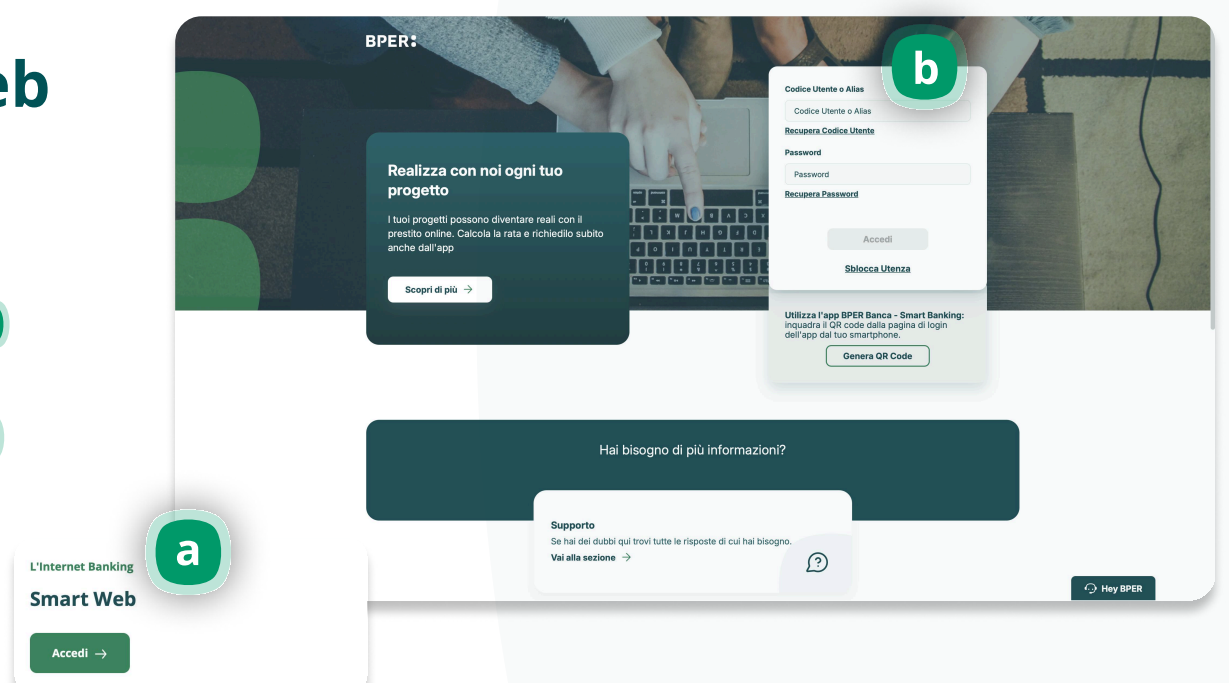 eb
BPER:
b
Codice Utente o Alias
Codice Utente o Alias
Recupera Codice Utente
Password
Password
Recupera Password
Accedi
Sblocca Utenza
Realizza con noi ogni tuo
progetto
I tuoi progetti possono diventare reali con il
prestito online. Calcola la rata e richiedilo subito
anche dall'app
Scopri di più →
Utilizza l'app BPER Banca - Smart Banking:
inquadra il QR code dalla pagina di login
dell'app dal tuo smartphone.
Genera QR Code
Hai bisogno di più informazioni?
Supporto
Se hai dei dubbi qui trovi tutte le risposte di cui hai bisogno.
Vai alla sezione →
Hey BPER
a
L'Internet Banking
Smart Web
Accedi →